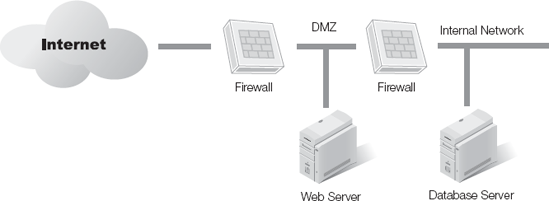 Internet
DMZ
Internal Network
Firewall
Firewall
Web Server
Database Server